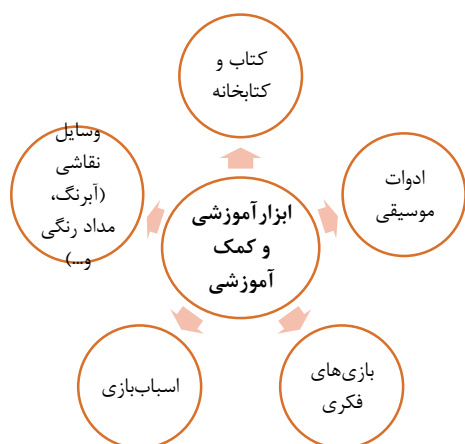 کتاب و
کتابخانه
ادوات
موسیقی
بازی‌های
فکری
اسباب‌بازی
وسایل
نقاشی
(آبرنگ،
مداد رنگی
و...)
ابزارآموزشی
و کمک
آموزشی